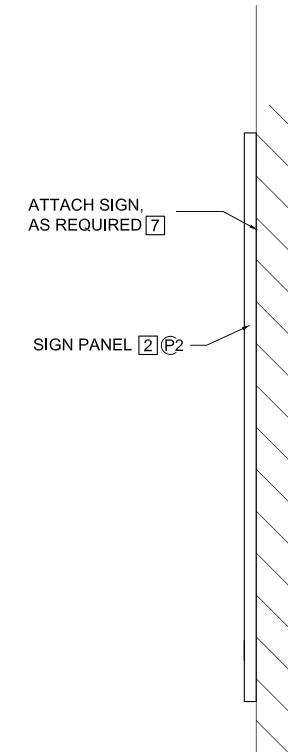 ATTACH SIGN,
AS REQUIRED 7
SIGN PANEL 2 P2